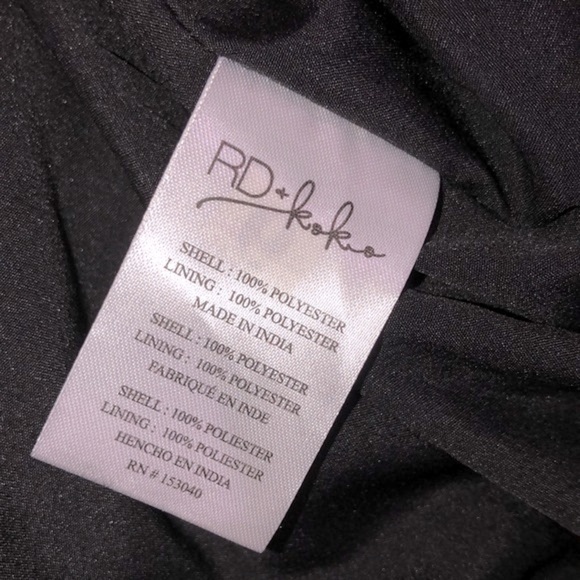 RD + koko
SHELL : 100% POLYESTER
LINING : 100% POLYESTER
MADE IN INDIA
SHELL : 100% POLYESTER
LINING : 100% POLYESTER
FABRIQUÉ EN INDE
SHELL : 100% POLIESTER
LINING : 100% POLIESTER
HENCHO EN INDIA
RN # 153040